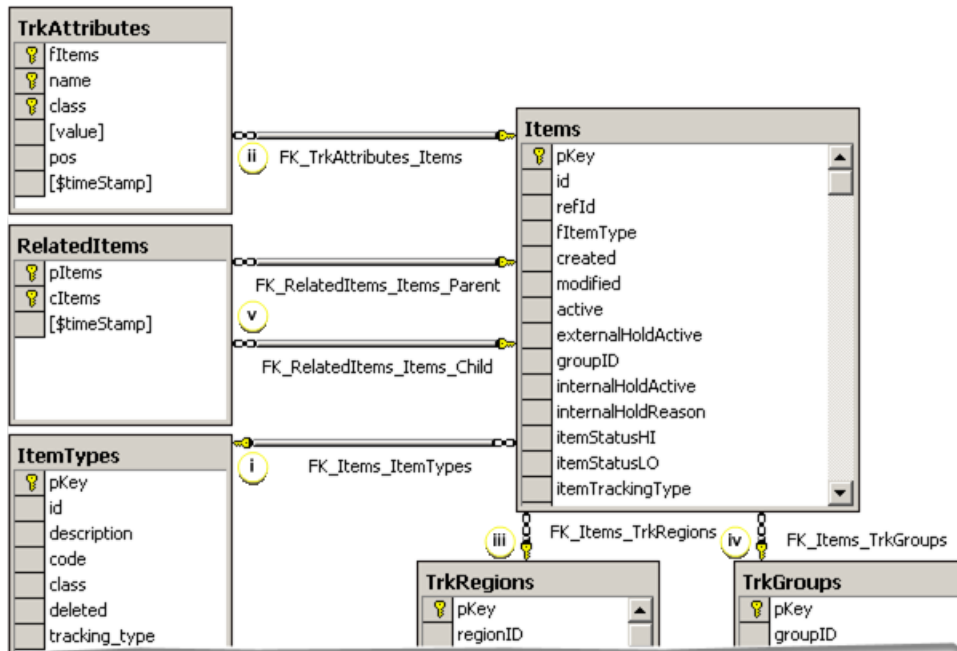 TrkAttributes
fItems
name
class
[value]
pos
[$timeStamp]
ii
FK_TrkAttributes_Items
RelatedItems
pItems
cItems
[$timeStamp]
FK_RelatedItems_Items_Parent
v
FK_RelatedItems_Items_Child
ItemTypes
pKey
id
description
code
class
deleted
tracking_type
i
FK_Items_ItemTypes
Items
pKey
id
refId
fItemType
created
modified
active
externalHoldActive
groupID
internalHoldActive
internalHoldReason
itemStatusHI
itemStatusLO
itemTrackingType
iii
FK_Items_TrkRegions
iv
FK_Items_TrkGroups
TrkRegions
pKey
regionID
TrkGroups
pKey
groupID